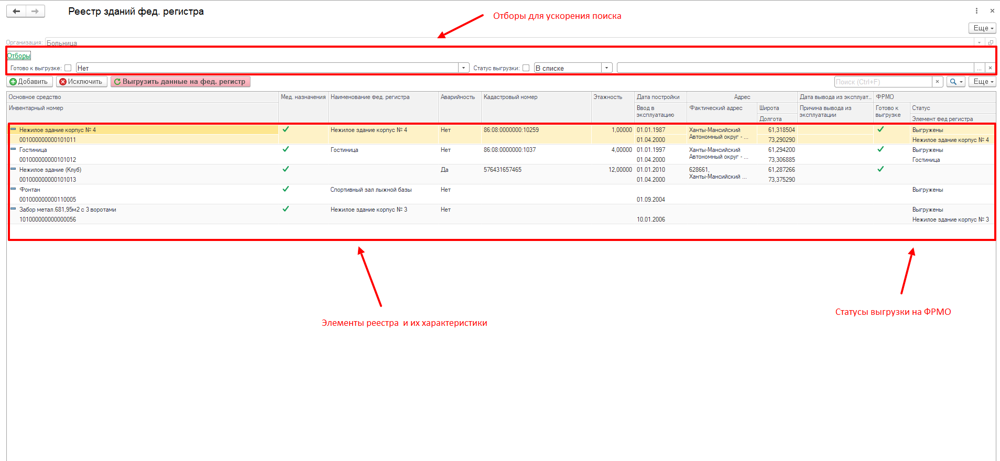 Реестр зданий фед. регистра
Отборы для ускорения поиска
Еще
Организация: Больница
Отборы
Готово к выгрузке: Нет Статус выгрузки: В списке ...
Добавить Исключить Выгрузить данные на фед. регистр Поиск (Ctrl+F) Еще
Основное средство Мед. назначения Наименование фед. регистра Аварийность Кадастровый номер Этажность Дата постройки Адрес Дата вывода из эксплуат... ФРМО
Инвентарный номер Ввод в эксплуатацию Фактический адрес Широта Причина вывода из эксплуатации Готово к выгрузке Статус
Долгота Элемент фед регистра
Нежилое здание корпус № 4 Нежилое здание корпус № 4 Нет 86:08:0000000:10259 1,00000 01.01.1987 Ханты-Мансийский 61,318504 Выгружены
001000000000101011 01.04.2000 Автономный округ - ... 73,290290 Нежилое здание корпус № 4
Гостиница Гостиница Нет 86:08:0000000:1037 4,00000 01.01.1997 Ханты-Мансийский 61,294200 Выгружены
001000000000101012 01.04.2000 Автономный округ - ... 73,306885 Гостиница
Нежилое здание (Клуб) Да 576431657465 12,00000 01.01.2010 628661, 61,287266
001000000000101013 01.04.2000 Ханты-Мансийский ... 73,375290
Фонтан Спортивный зал лыжной базы Нет Выгружены
001000000000110005 01.09.2004
Забор метал.681,95м2 с 3 воротами Нежилое здание корпус № 3 Нет Выгружены
101000000000000056 10.01.2006 Нежилое здание корпус № 3
Статусы выгрузки на ФРМО
Элементы реестра и их характеристики